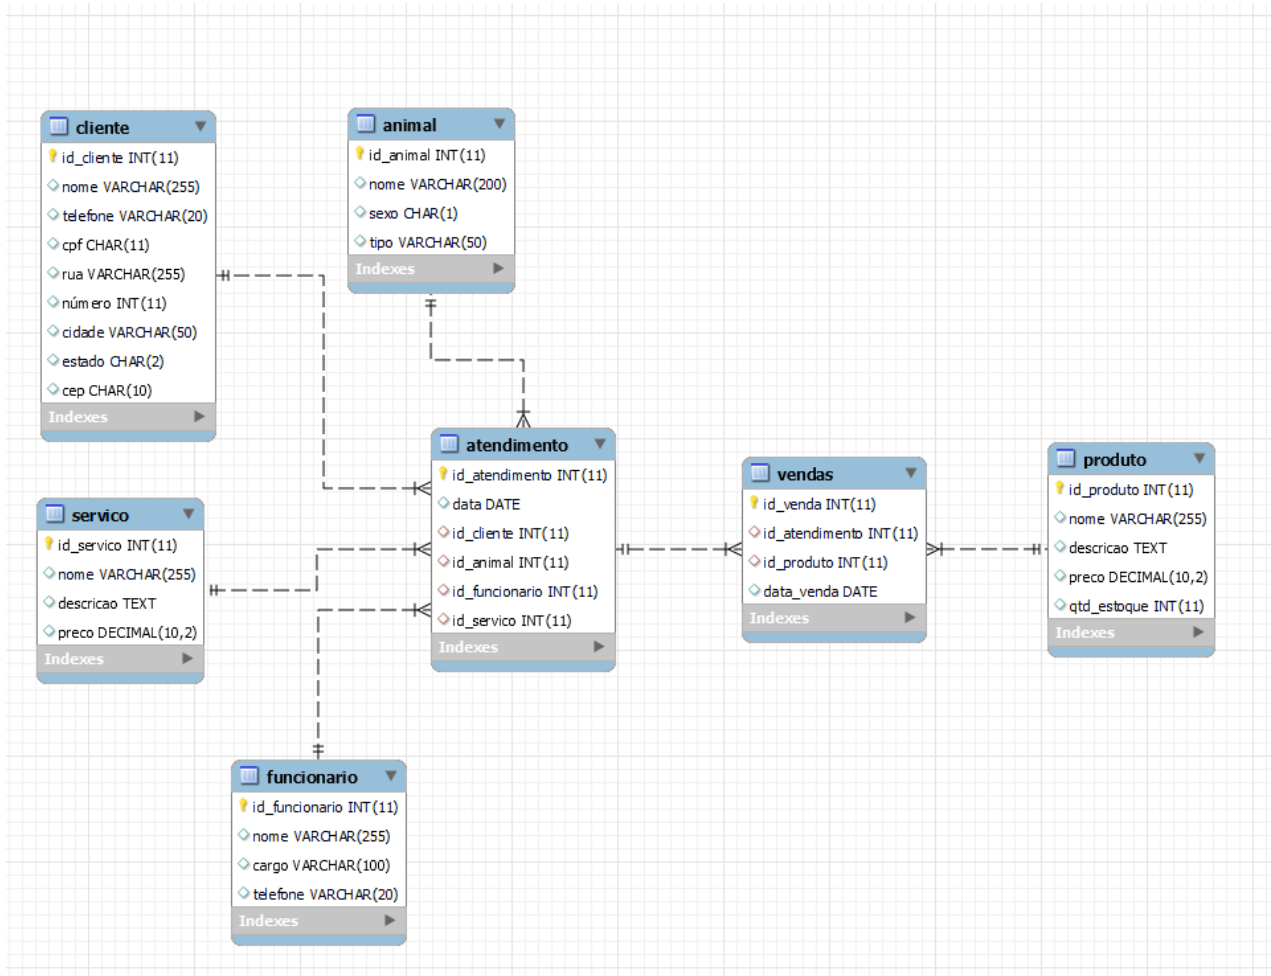 cliente
id_cliente INT(11)
nome VARCHAR(255)
telefone VARCHAR(20)
cpf CHAR(11)
rua VARCHAR(255)
número INT(11)
cidade VARCHAR(50)
estado CHAR(2)
cep CHAR(10)
Indexes
animal
id_animal INT(11)
nome VARCHAR(200)
sexo CHAR(1)
tipo VARCHAR(50)
Indexes
servico
id_servico INT(11)
nome VARCHAR(255)
descricao TEXT
preco DECIMAL(10,2)
Indexes
atendimento
id_atendimento INT(11)
data DATE
id_cliente INT(11)
id_animal INT(11)
id_funcionario INT(11)
id_servico INT(11)
Indexes
vendas
id_venda INT(11)
id_atendimento INT(11)
id_produto INT(11)
data_venda DATE
Indexes
produto
id_produto INT(11)
nome VARCHAR(255)
descricao TEXT
preco DECIMAL(10,2)
qtd_estoque INT(11)
Indexes
funcionario
id_funcionario INT(11)
nome VARCHAR(255)
cargo VARCHAR(100)
telefone VARCHAR(20)
Indexes